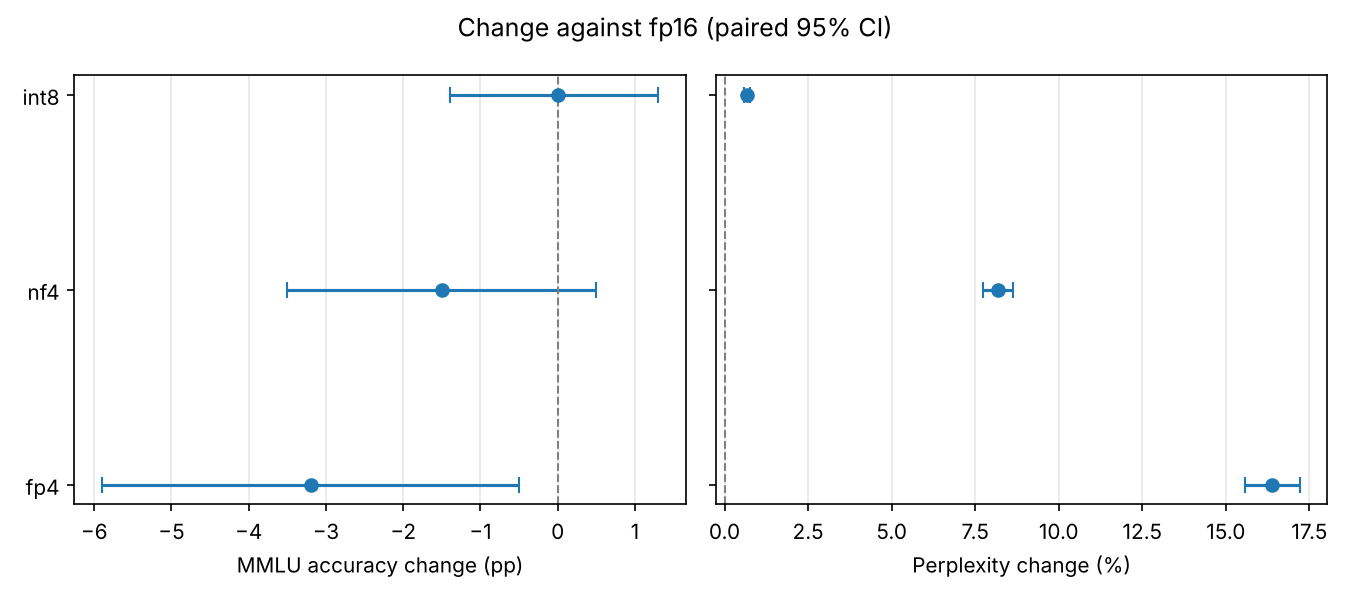 Change against fp16 (paired 95% CI)
int8
nf4
fp4
−6 −5 −4 −3 −2 −1 0 1
MMLU accuracy change (pp)
0.0 2.5 5.0 7.5 10.0 12.5 15.0 17.5
Perplexity change (%)